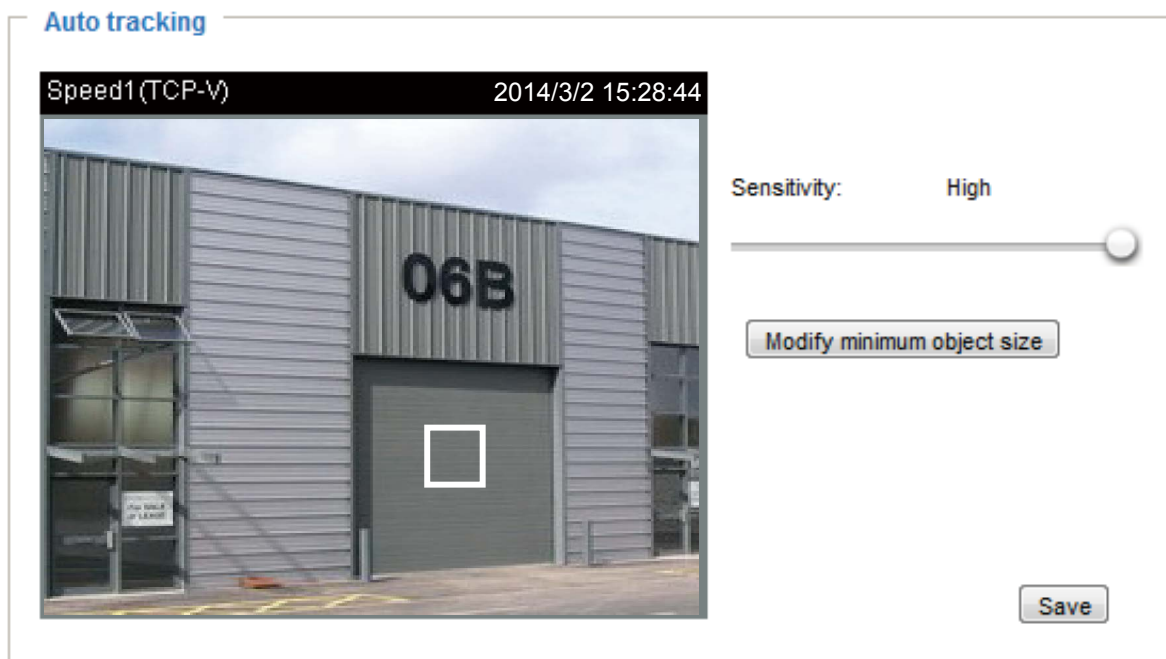 Auto tracking
Speed1(TCP-V) 2014/3/2 15:28:44
Sensitivity: High
06B
Modify minimum object size
Save